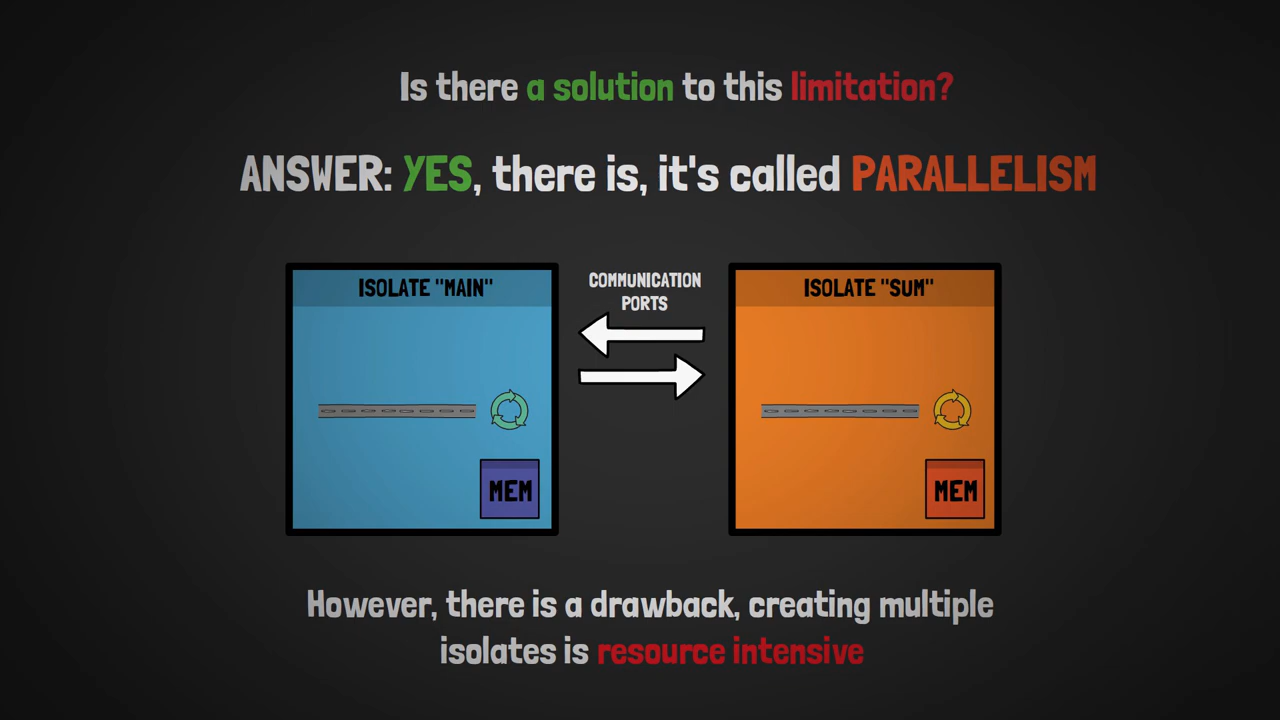 Is there a solution to this limitation?
ANSWER: YES, there is, it's called PARALLELISM
ISOLATE "MAIN"
COMMUNICATION
PORTS
ISOLATE "SUM"
MEM
MEM
However, there is a drawback, creating multiple
isolates is resource intensive